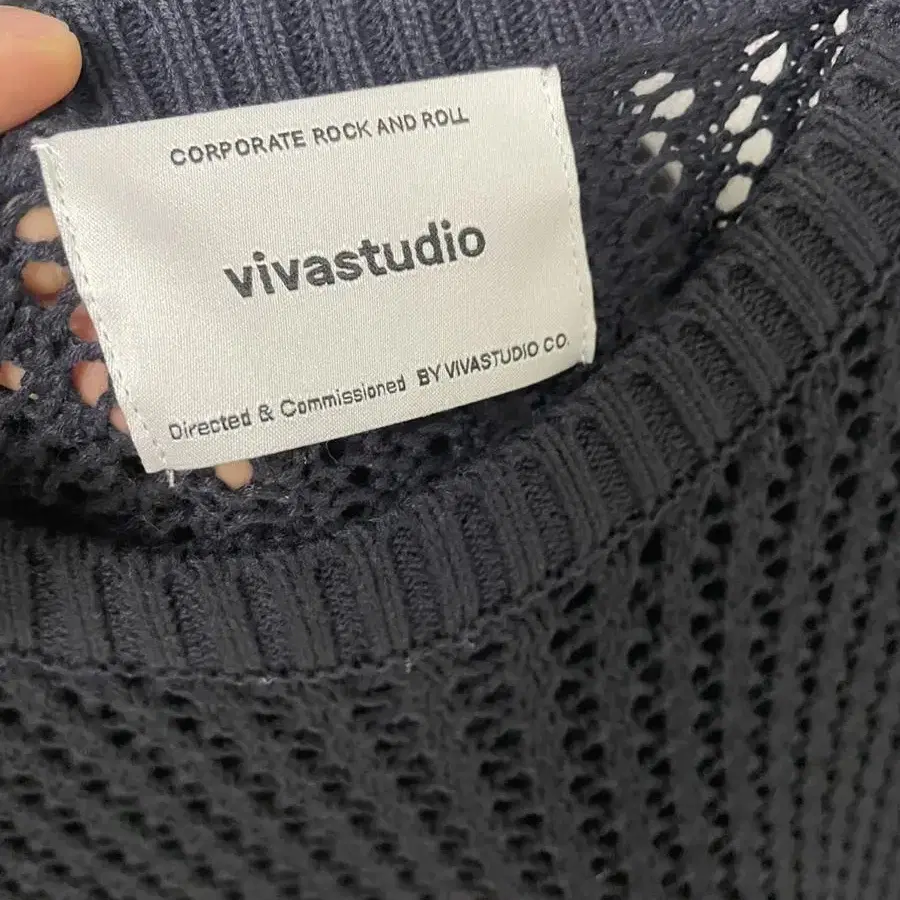 CORPORATE ROCK AND ROLL
vivastudio
Directed & Commissioned BY VIVASTUDIO CO.